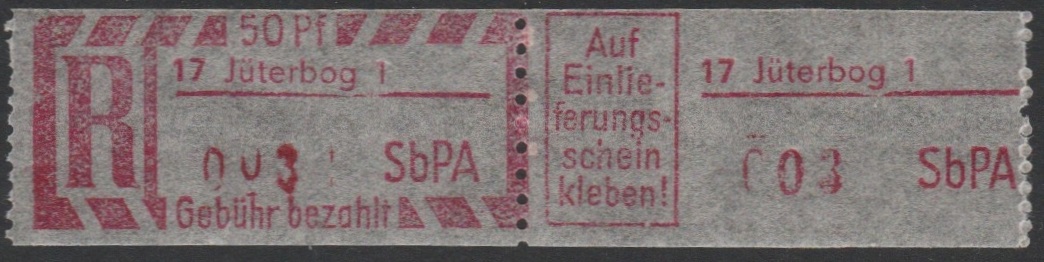 50 Pf
R
17 Jüterbog 1
003
SbPA
Gebühr bezahlt
Auf
Einlie-
ferungs-
schein
kleben!
17 Jüterbog 1
003
SbPA